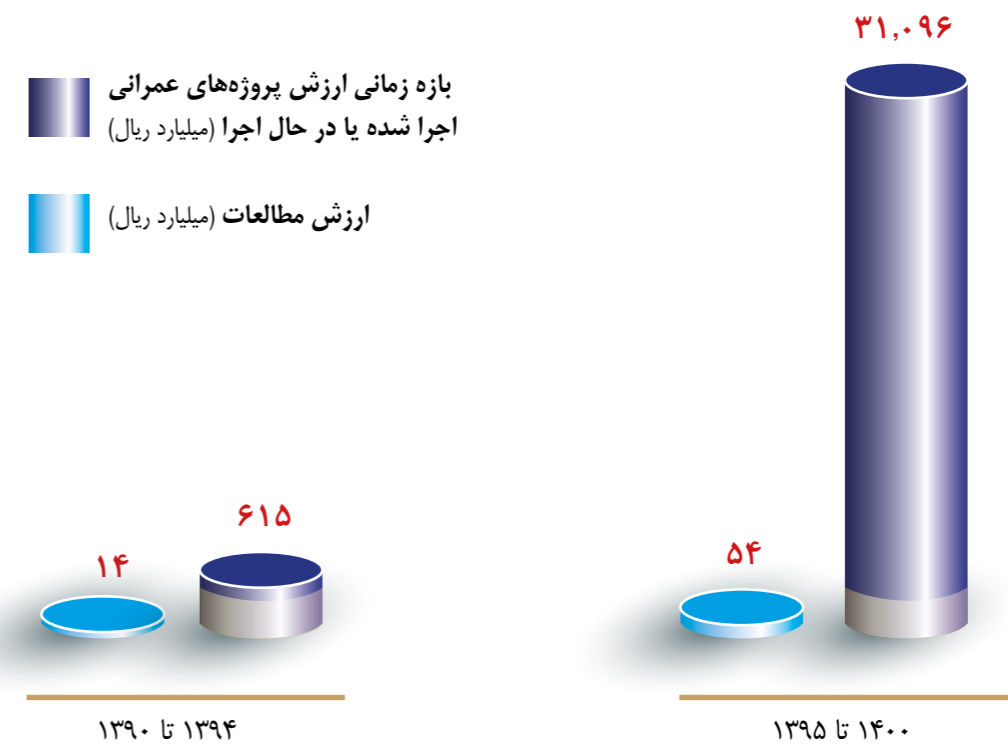 ۳۱,۰۹۶
بازه زمانی ارزش پروژه‌های عمرانی
اجرا شده یا در حال اجرا (میلیارد ریال)
ارزش مطالعات (میلیارد ریال)
۶۱۵
۱۴
۵۴
۱۳۹۰ تا ۱۳۹۴
۱۳۹۵ تا ۱۴۰۰